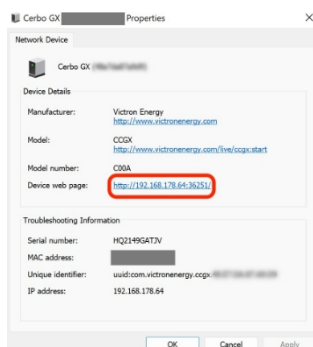 Cerbo GX Properties
Network Device
Cerbo GX
Device Details
Manufacturer: Victron Energy
http://www.victronenergy.com
Model: CCGX
http://www.victronenergy.com/live/ccgx:start
Model number: C00A
Device web page: http://192.168.178.64:36251/
Troubleshooting Information
Serial number: HQ2149GATJV
MAC address:
Unique identifier: uuid:com.victronenergy.ccgx.
IP address: 192.168.178.64
OK Cancel Apply